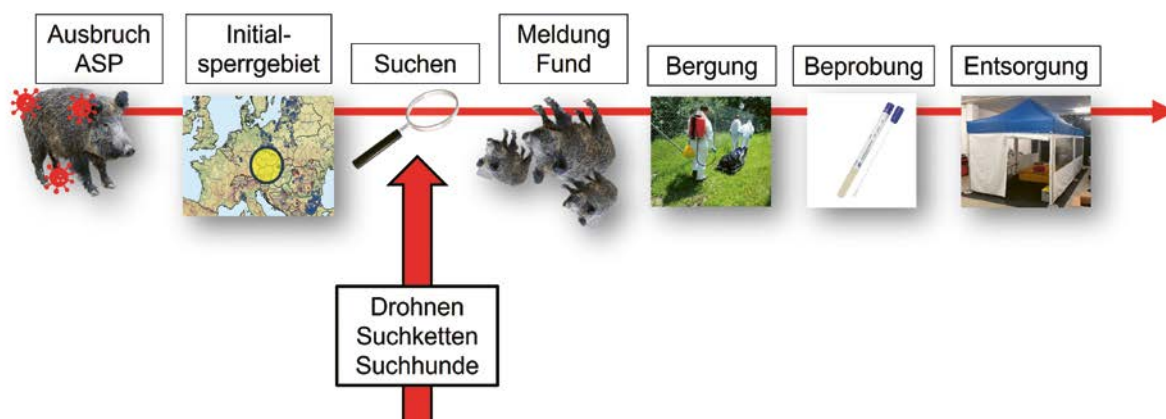 Ausbruch
ASP
Initial-
sperrgebiet
Suchen
Meldung
Fund
Bergung
Beprobung
Entsorgung
Drohnen
Suchketten
Suchhunde